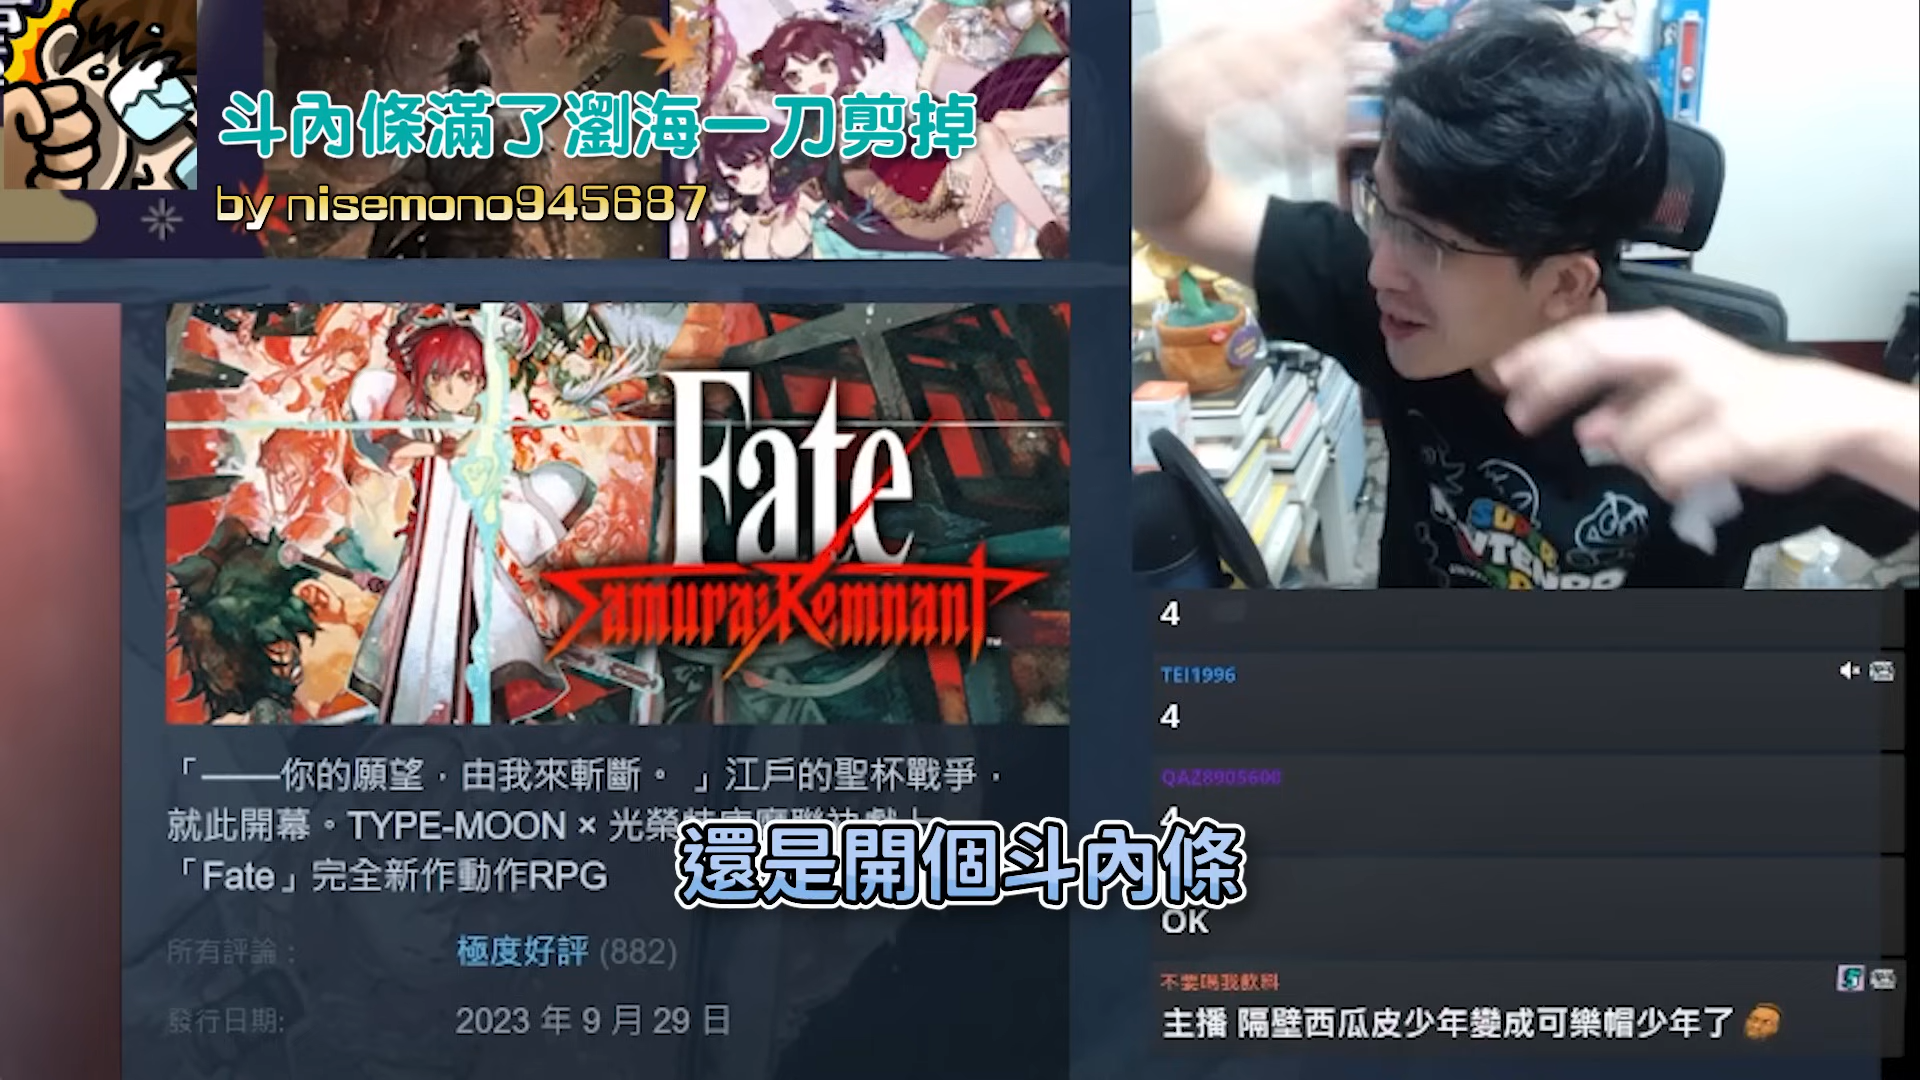 斗內條滿了瀏海一刀剪掉
by nisemono945687
Fate
Samurai Remnant
「——你的願望，由我來斬斷。」江戶的聖杯戰爭，
就此開幕。TYPE-MOON × 光榮
「Fate」完全新作動作RPG
還是開個斗內條
所有評論：
極度好評 (882)
發行日期:
2023 年 9 月 29 日
SUPER
NINTENDO
4
TEI1996
4
QAZ8905600
4
OK
不要喝我飲料
主播 隔壁西瓜皮少年變成可樂帽少年了